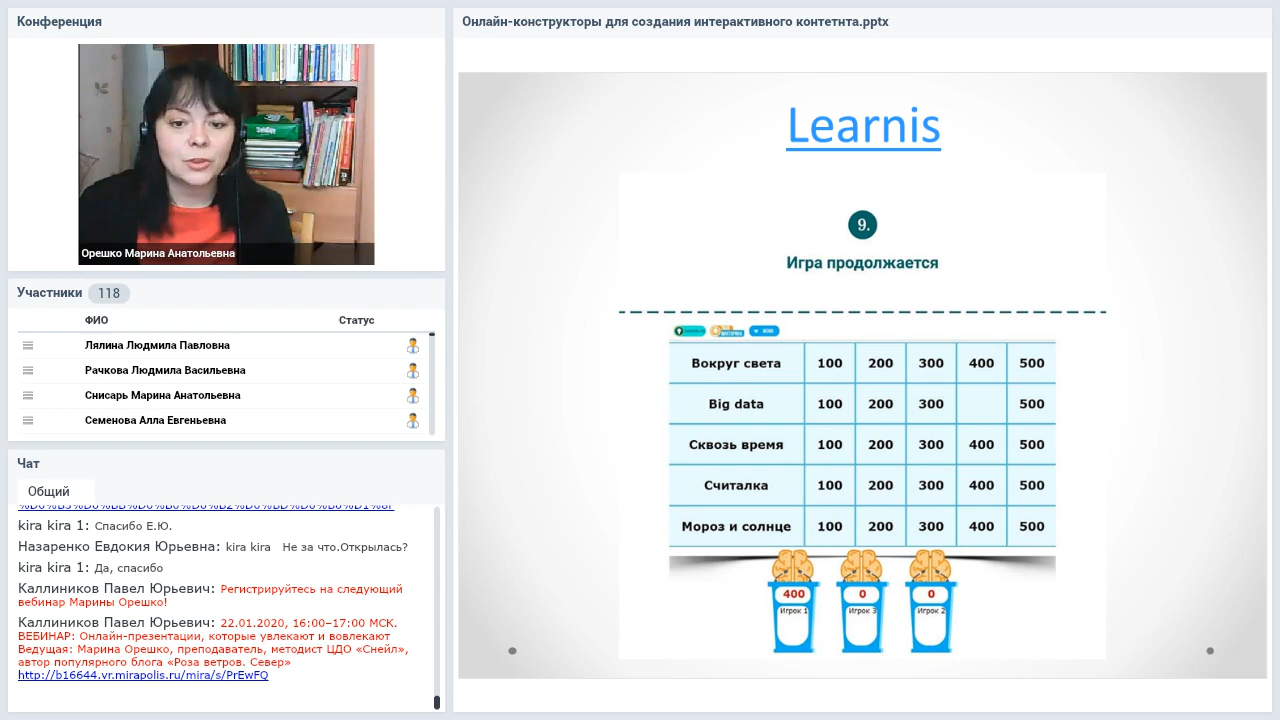 Конференция
Орешко Марина Анатольевна
Участники 118
ФИО Статус
Лялина Людмила Павловна
Рачкова Людмила Васильевна
Снисарь Марина Анатольевна
Семенова Алла Евгеньевна
Чат
Общий
kira kira 1: Спасибо Е.Ю.
Назаренко Евдокия Юрьевна: kira kira Не за что.Открылась?
kira kira 1: Да, спасибо
Каллиников Павел Юрьевич: Регистрируйтесь на следующий
вебинар Марины Орешко!
Каллиников Павел Юрьевич: 22.01.2020, 16:00–17:00 МСК.
ВЕБИНАР: Онлайн-презентации, которые увлекают и вовлекают
Ведущая: Марина Орешко, преподаватель, методист ЦДО «Снейл»,
автор популярного блога «Роза ветров. Север»
http://b16644.vr.mirapolis.ru/mira/s/PrEwFQ
Онлайн-конструкторы для создания интерактивного контетнта.pptx
Learnis
9.
Игра продолжается
Вокруг света 100 200 300 400 500
Big data 100 200 300 500
Сквозь время 100 200 300 400 500
Считалка 100 200 300 400 500
Мороз и солнце 100 200 300 400 500
400 0 0
Игрок 1 Игрок 3 Игрок 2